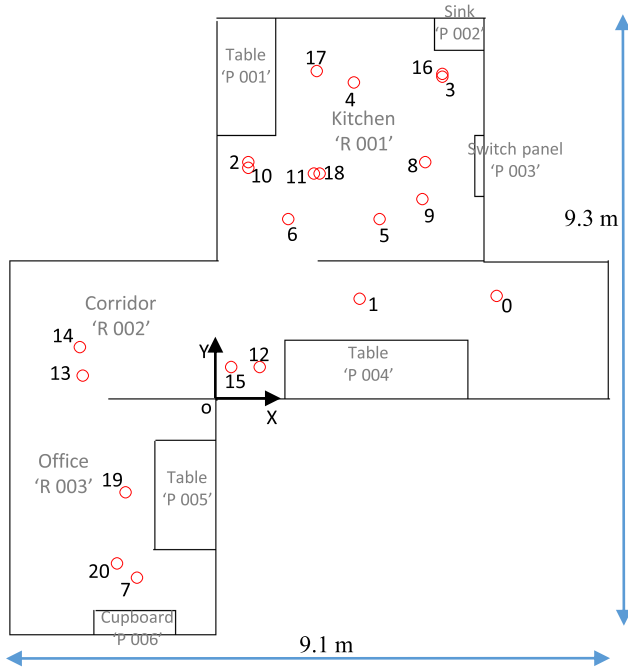 Sink
'P 002'
Table
'P 001'
17
16
4
3
Kitchen
'R 001'
Switch panel
'P 003'
2
10
11
18
8
9
6
5
9.3 m
Corridor
'R 002'
1
0
14
13
Y
12
15
Table
'P 004'
o
X
Office
'R 003'
19
Table
'P 005'
20
7
Cupboard
'P 006'
9.1 m